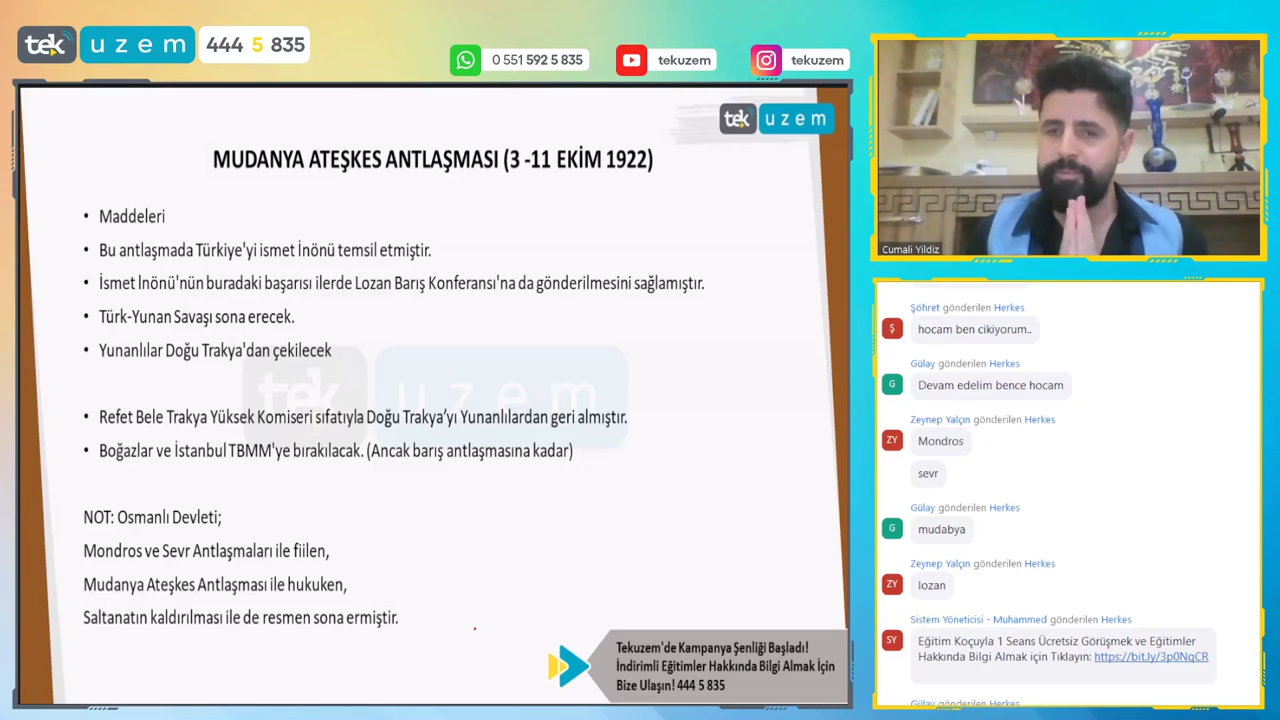 tek uzem 444 5 835
0 551 592 5 835
tekuzem
tekuzem
tek uzem
MUDANYA ATEŞKES ANTLAŞMASI (3 -11 EKİM 1922)
• Maddeleri
• Bu antlaşmada Türkiye'yi ismet İnönü temsil etmiştir.
• İsmet İnönü'nün buradaki başarısı ilerde Lozan Barış Konferansı'na da gönderilmesini sağlamıştır.
• Türk-Yunan Savaşı sona erecek.
• Yunanlılar Doğu Trakya'dan çekilecek
tek uzem
• Refet Bele Trakya Yüksek Komiseri sıfatıyla Doğu Trakya’yı Yunanlılardan geri almıştır.
• Boğazlar ve İstanbul TBMM'ye bırakılacak. (Ancak barış antlaşmasına kadar)
NOT: Osmanlı Devleti;
Mondros ve Sevr Antlaşmaları ile fiilen,
Mudanya Ateşkes Antlaşması ile hukuken,
Saltanatın kaldırılması ile de resmen sona ermiştir.
Tekuzem'de Kampanya Şenliği Başladı!
İndirimli Eğitimler Hakkında Bilgi Almak İçin
Bize Ulaşın! 444 5 835
Cumali Yildiz
Şöhret gönderilen Herkes
Ş
hocam ben cikiyorum..
Gülay gönderilen Herkes
G
Devam edelim bence hocam
Zeynep Yalçın gönderilen Herkes
ZY
Mondros
sevr
Gülay gönderilen Herkes
G
mudabya
Zeynep Yalçın gönderilen Herkes
ZY
lozan
Sistem Yöneticisi - Muhammed gönderilen Herkes
SY
Eğitim Koçuyla 1 Seans Ücretsiz Görüşmek ve Eğitimler
Hakkında Bilgi Almak için Tıklayın: https://bit.ly/3p0NqCR
Gülay gönderilen Herkes